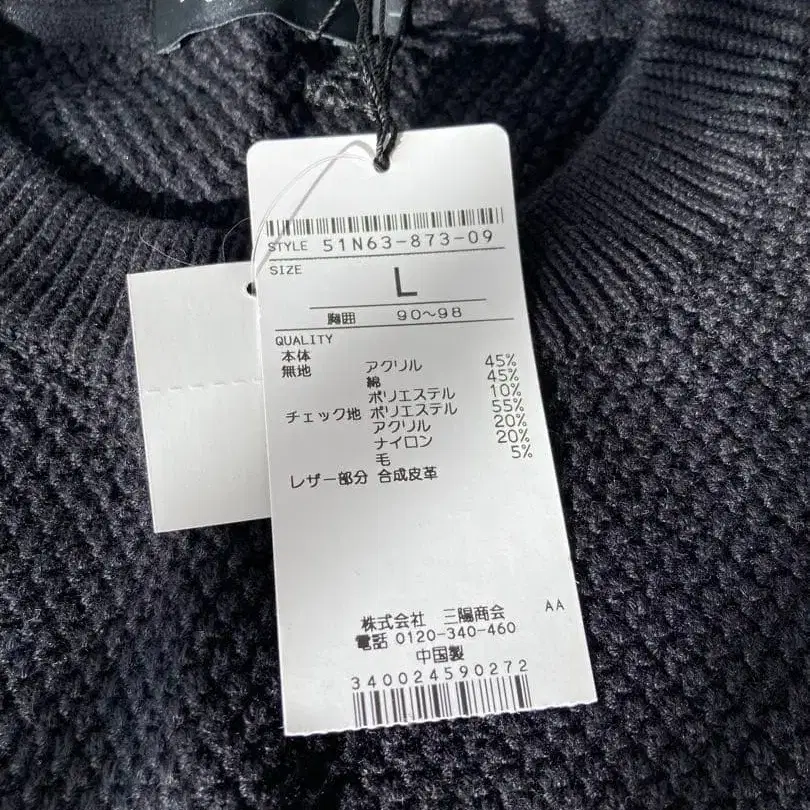 STYLE 51N63-873-09
SIZE
L
胸囲 90～98
QUALITY
本体
無地 アクリル 45%
綿 45%
ポリエステル 10%
チェック地 ポリエステル 55%
アクリル 20%
ナイロン 20%
毛 5%
レザー部分 合成皮革
株式会社 三陽商会 AA
電話 0120-340-460
中国製
340024590272